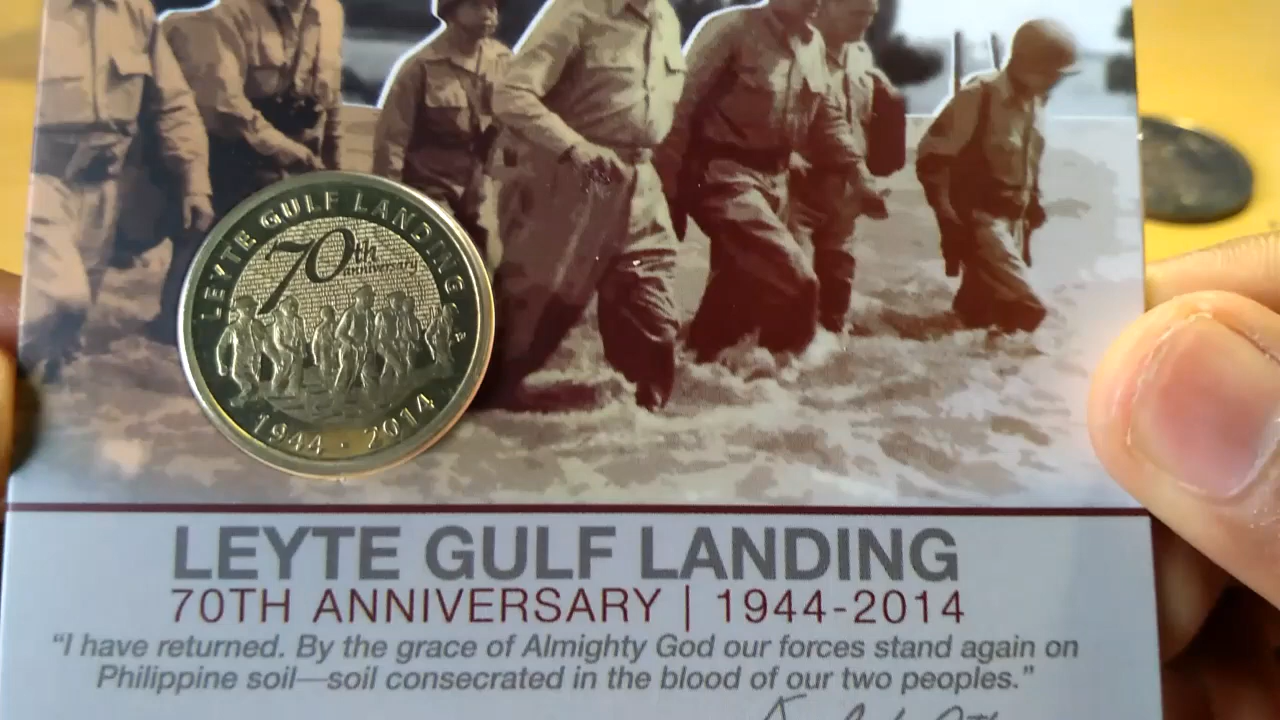 LEYTE GULF LANDING
70th
anniversary
1944 · 2014
LEYTE GULF LANDING
70TH ANNIVERSARY | 1944-2014
“I have returned. By the grace of Almighty God our forces stand again on
Philippine soil—soil consecrated in the blood of our two peoples.”